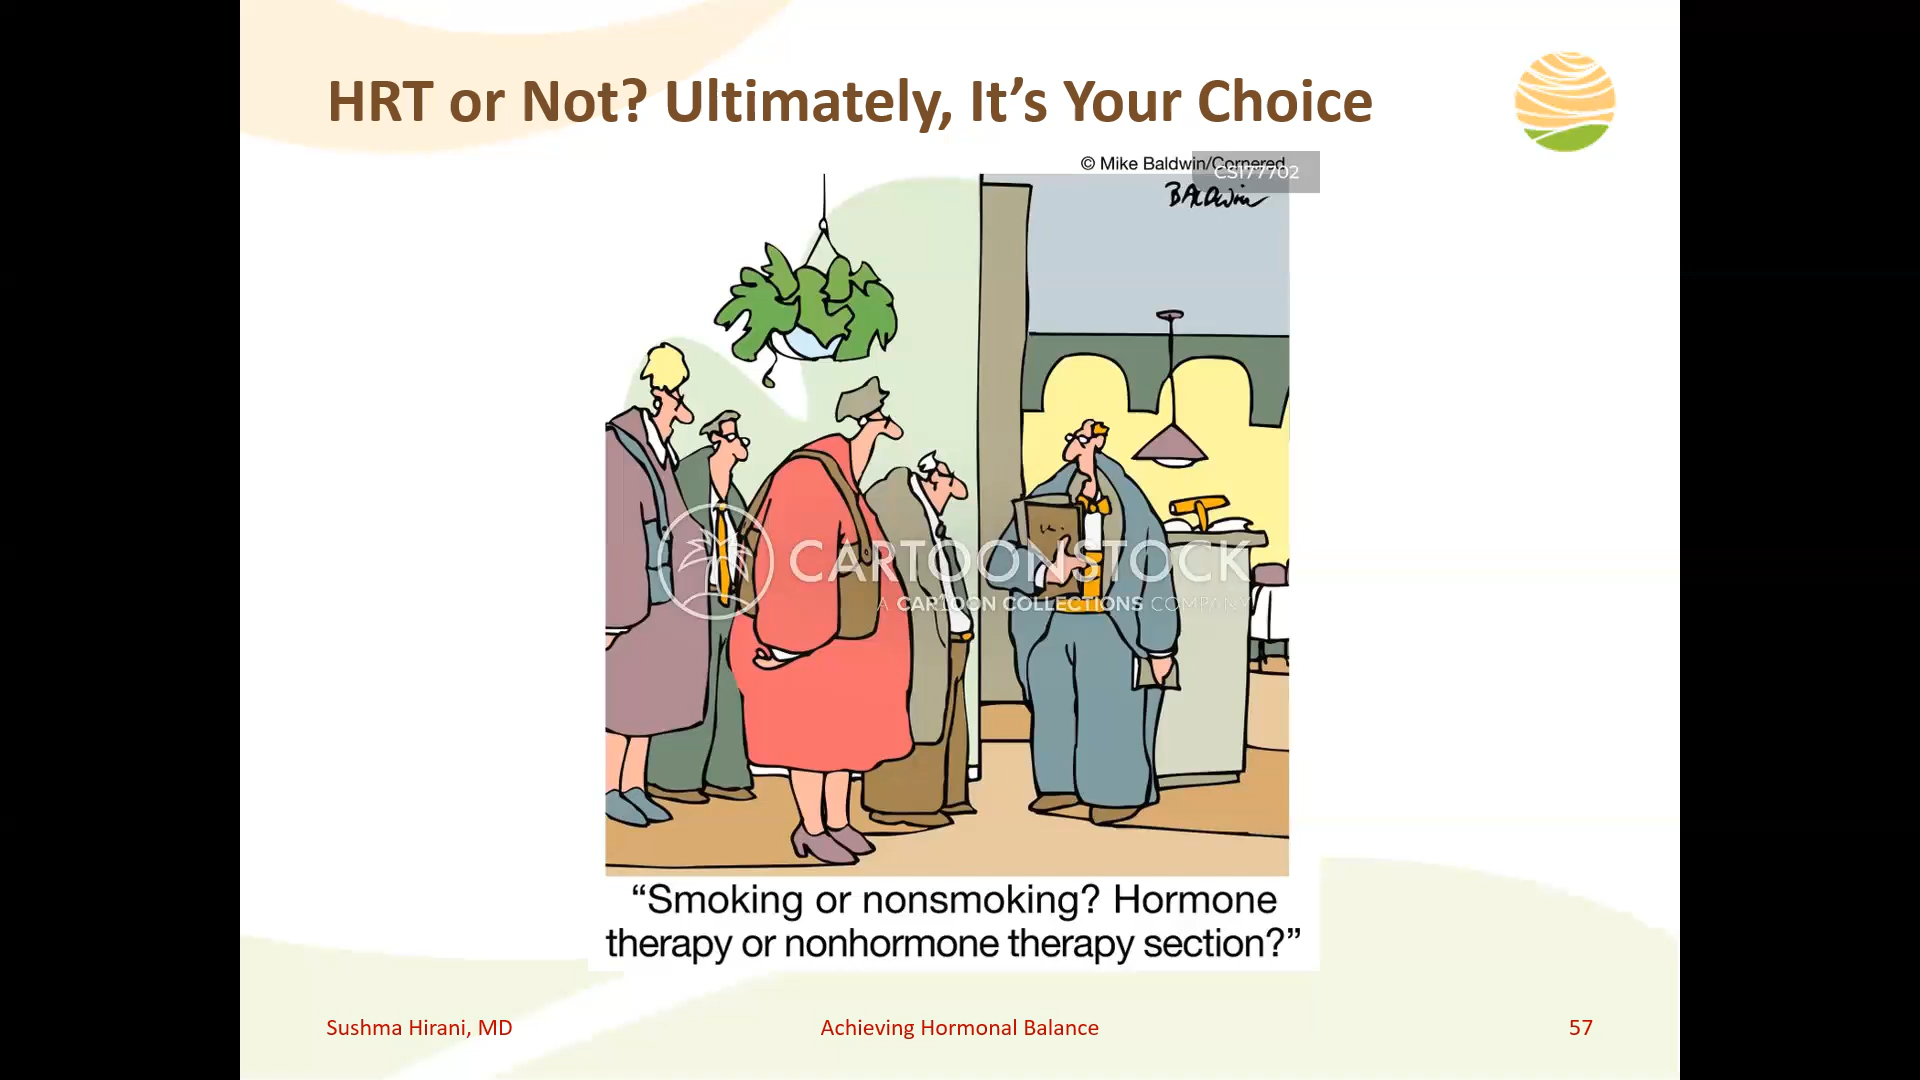 HRT or Not? Ultimately, It’s Your Choice
© Mike Baldwin/Cornered
CS177702
BALDWIN
CARTOONSTOCK
A CARTOON COLLECTIONS COMPANY
“Smoking or nonsmoking? Hormone
therapy or nonhormone therapy section?”
Sushma Hirani, MD
Achieving Hormonal Balance
57